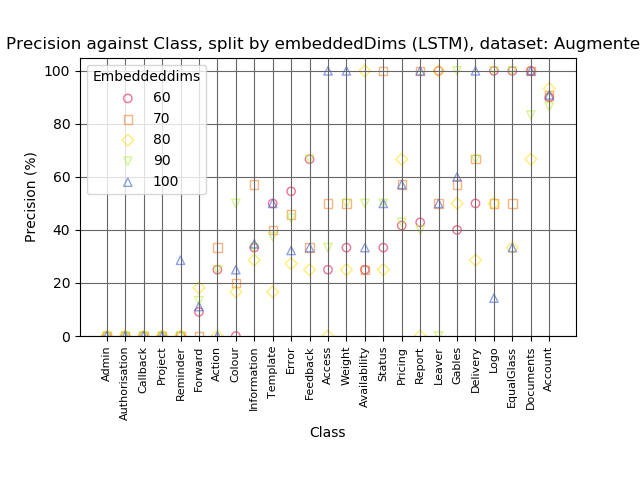 Precision against Class, split by embeddedDims (LSTM), dataset: Augmente
Embeddeddims
60
70
80
90
100
Precision (%)
100
80
60
40
20
0
Admin
Authorisation
Callback
Project
Reminder
Forward
Action
Colour
Information
Template
Error
Feedback
Access
Weight
Availability
Status
Pricing
Report
Leaver
Gables
Delivery
Logo
EqualGlass
Documents
Account
Class